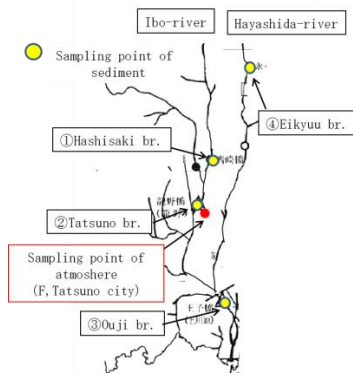 Ibo-river
Hayashida-river
Sampling point of
sediment
④Eikyuu br.
①Hashisaki br.
②Tatsuno br.
Sampling point of
atmoshere
(F,Tatsuno city)
③Ouji br.